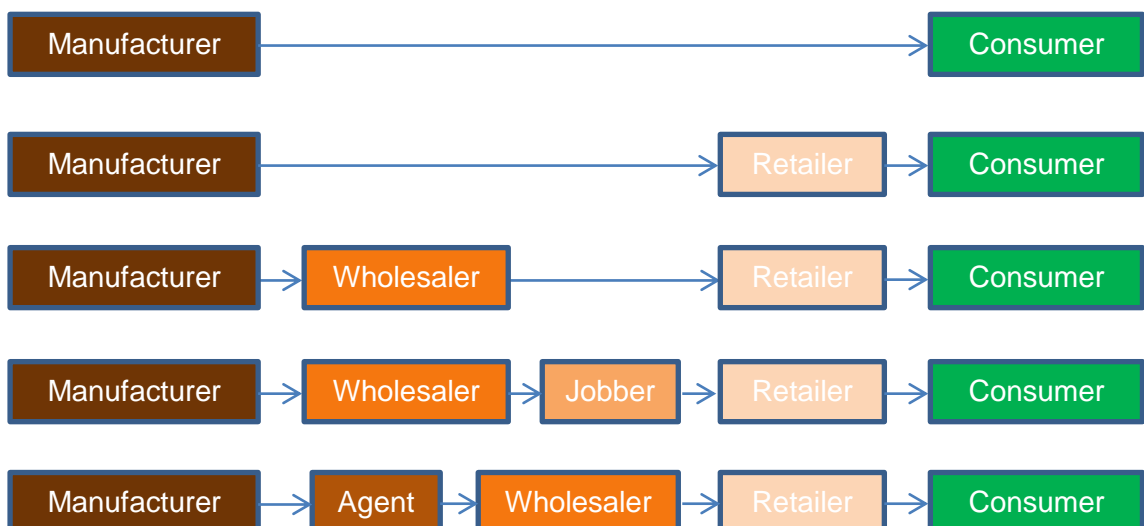 Manufacturer Consumer
Manufacturer Retailer Consumer
Manufacturer Wholesaler Retailer Consumer
Manufacturer Wholesaler Jobber Retailer Consumer
Manufacturer Agent Wholesaler Retailer Consumer